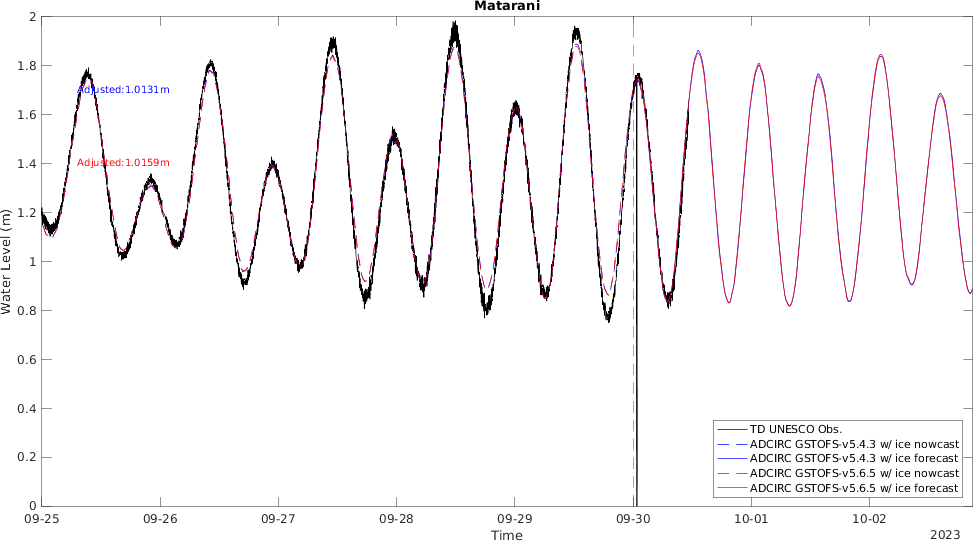 Matarani
2
1.8
1.6
1.4
1.2
1
0.8
0.6
0.4
0.2
0
Water Level (m)
Adjusted:1.0131m
Adjusted:1.0159m
TD UNESCO Obs.
ADCIRC GSTOFS-v5.4.3 w/ ice nowcast
ADCIRC GSTOFS-v5.4.3 w/ ice forecast
ADCIRC GSTOFS-v5.6.5 w/ ice nowcast
ADCIRC GSTOFS-v5.6.5 w/ ice forecast
09-25 09-26 09-27 09-28 09-29 09-30 10-01 10-02
Time
2023